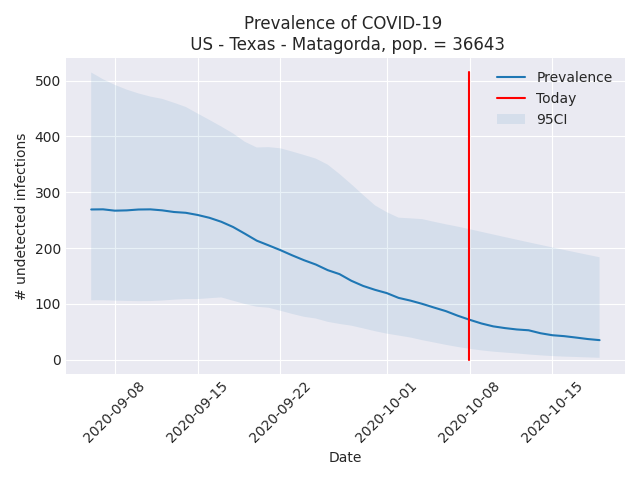 Prevalence of COVID-19
US - Texas - Matagorda, pop. = 36643
Prevalence
Today
95CI
500
400
300
200
100
0
# undetected infections
2020-09-08
2020-09-15
2020-09-22
2020-10-01
2020-10-08
2020-10-15
Date